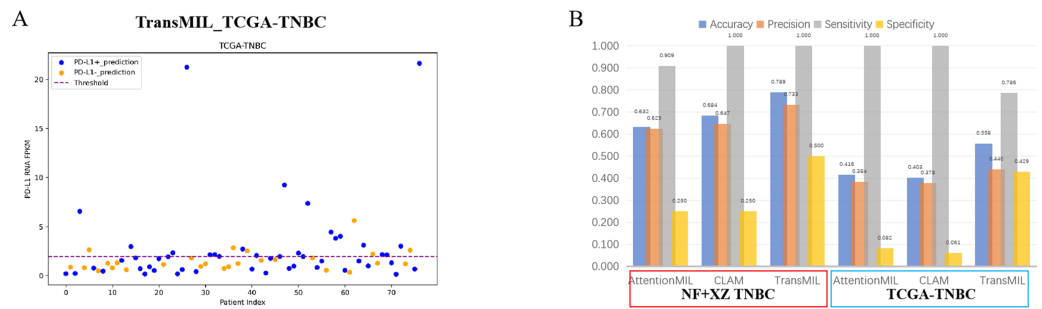 A
TransMIL_TCGA-TNBC
TCGA-TNBC
PD-L1+_prediction
PD-L1-_prediction
Threshold
PD-L1 RNA FPKM
20
15
10
5
0
0 10 20 30 40 50 60 70
Patient Index
B
Accuracy Precision Sensitivity Specificity
1.000
0.900
0.800
0.700
0.600
0.500
0.400
0.300
0.200
0.100
0.000
0.632 0.625 0.909 0.250
0.684 0.647 1.000 0.250
0.789 0.733 1.000 0.500
0.416 0.384 1.000 0.082
0.403 0.378 1.000 0.061
0.558 0.440 0.786 0.429
AttentionMIL CLAM TransMIL AttentionMIL CLAM TransMIL
NF+XZ TNBC TCGA-TNBC